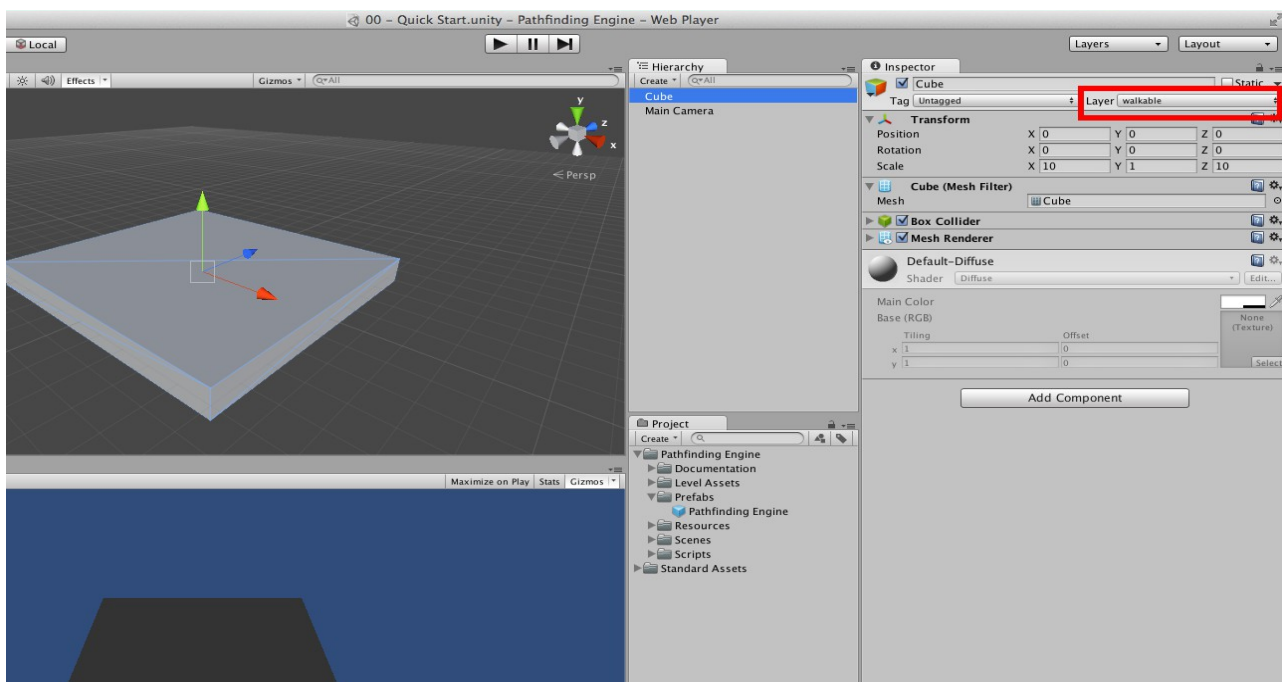 00 – Quick Start.unity – Pathfinding Engine – Web Player
Local
Layers
Layout
Effects
Gizmos
All
y
z
x
Persp
Hierarchy
Create
All
Cube
Main Camera
Project
Create
Pathfinding Engine
Documentation
Level Assets
Prefabs
Pathfinding Engine
Resources
Scenes
Scripts
Standard Assets
Maximize on Play
Stats
Gizmos
Inspector
Cube
Static
Tag Untagged
Layer walkable
Transform
Position X 0 Y 0 Z 0
Rotation X 0 Y 0 Z 0
Scale X 10 Y 1 Z 10
Cube (Mesh Filter)
Mesh Cube
Box Collider
Mesh Renderer
Default-Diffuse
Shader Diffuse Edit...
Main Color
Base (RGB)
None
(Texture)
Tiling Offset
x 1 0
y 1 0
Select
Add Component